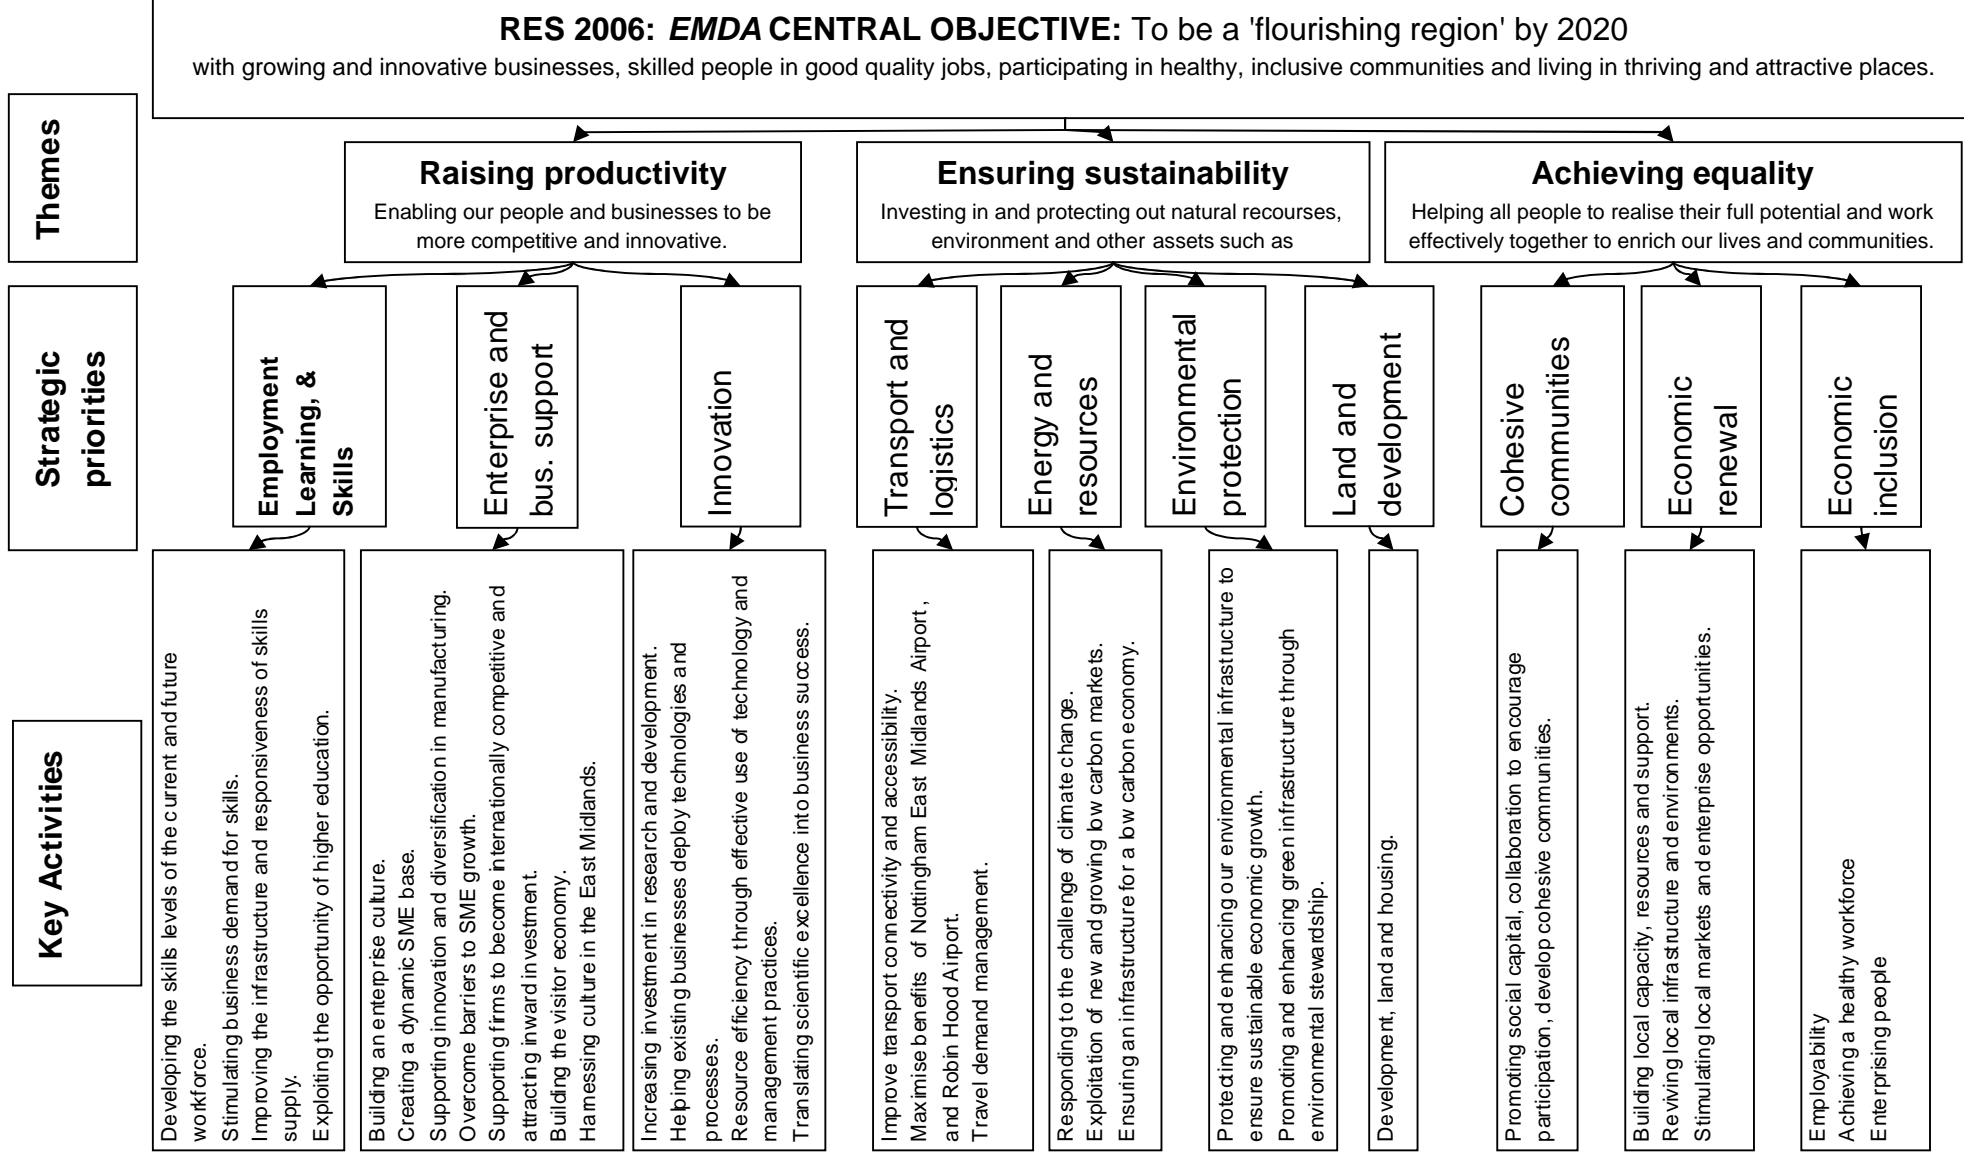 RES 2006: EMDA CENTRAL OBJECTIVE: To be a 'flourishing region' by 2020
with growing and innovative businesses, skilled people in good quality jobs, participating in healthy, inclusive communities and living in thriving and attractive places.
Themes
Raising productivity
Enabling our people and businesses to be
more competitive and innovative.
Ensuring sustainability
Investing in and protecting out natural recourses,
environment and other assets such as
Achieving equality
Helping all people to realise their full potential and work
effectively together to enrich our lives and communities.
Strategic
priorities
Employment
Learning, &
Skills
Enterprise and
bus. support
Innovation
Transport and
logistics
Energy and
resources
Environmental
protection
Land and
development
Cohesive
communities
Economic
renewal
Economic
inclusion
Key Activities
Developing the skills levels of the current and future
workforce.
Stimulating business demand for skills.
Improving the infrastructure and responsiveness of skills
supply.
Exploiting the opportunity of higher education.
Building an enterprise culture.
Creating a dynamic SME base.
Supporting innovation and diversification in manufacturing.
Overcome barriers to SME growth.
Supporting firms to become internationally competitive and
attracting inward investment.
Building the visitor economy.
Harnessing culture in the East Midlands.
Increasing investment in research and development.
Helping existing businesses deploy technologies and
processes.
Resource efficiency through effective use of technology and
management practices.
Translating scientific excellence into business success.
Improve transport connectivity and accessibility.
Maximise benefits of Nottingham East Midlands Airport,
and Robin Hood Airport.
Travel demand management.
Responding to the challenge of climate change.
Exploitation of new and growing low carbon markets.
Ensuring an infrastructure for a low carbon economy.
Protecting and enhancing our environmental infrastructure to
ensure sustainable economic growth.
Promoting and enhancing green infrastructure through
environmental stewardship.
Development, land and housing.
Promoting social capital, collaboration to encourage
participation, develop cohesive communities.
Building local capacity, resources and support.
Reviving local infrastructure and environments.
Stimulating local markets and enterprise opportunities.
Employability
Achieving a healthy workforce
Enterprising people